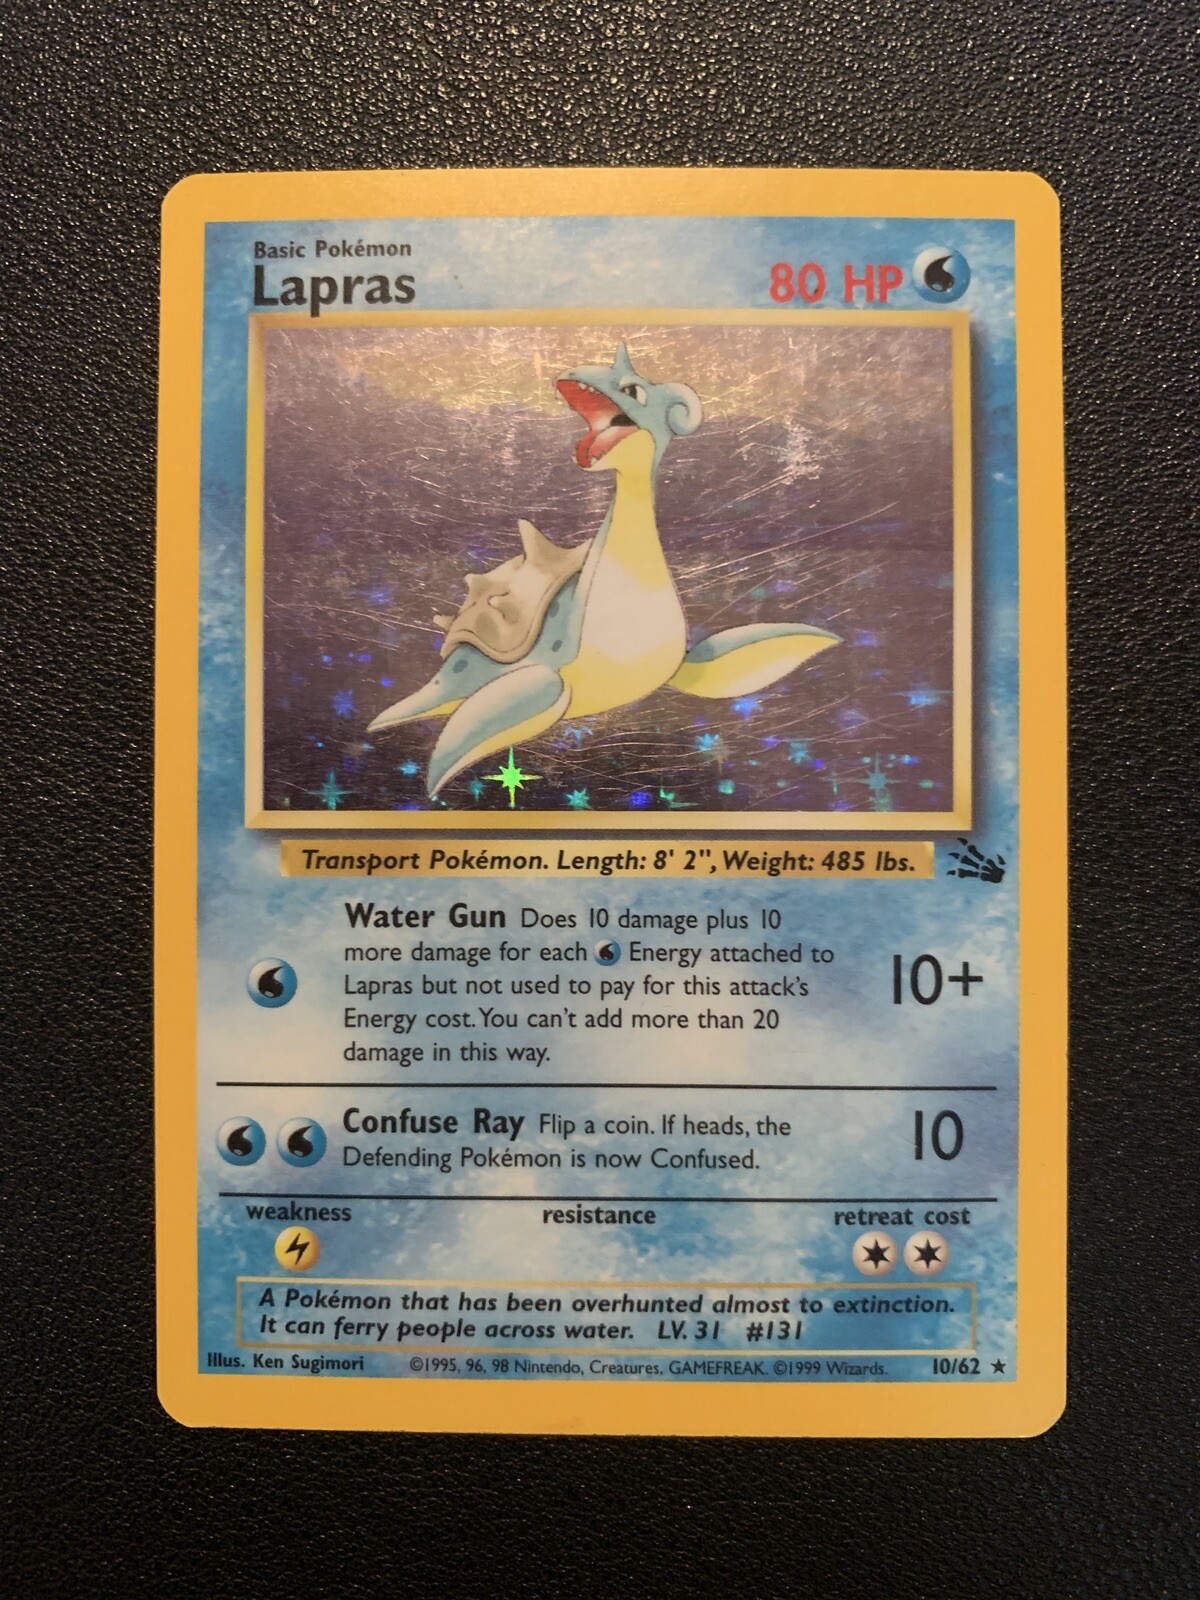 Basic Pokémon
Lapras
80 HP
Transport Pokémon. Length: 8' 2", Weight: 485 lbs.
Water Gun Does 10 damage plus 10
more damage for each Energy attached to
Lapras but not used to pay for this attack's
Energy cost. You can't add more than 20
damage in this way.
10+
Confuse Ray Flip a coin. If heads, the
Defending Pokémon is now Confused.
10
weakness resistance retreat cost
A Pokémon that has been overhunted almost to extinction.
It can ferry people across water. LV. 31 #131
Illus. Ken Sugimori ©1995, 96, 98 Nintendo, Creatures, GAMEFREAK. ©1999 Wizards. 10/62 ★